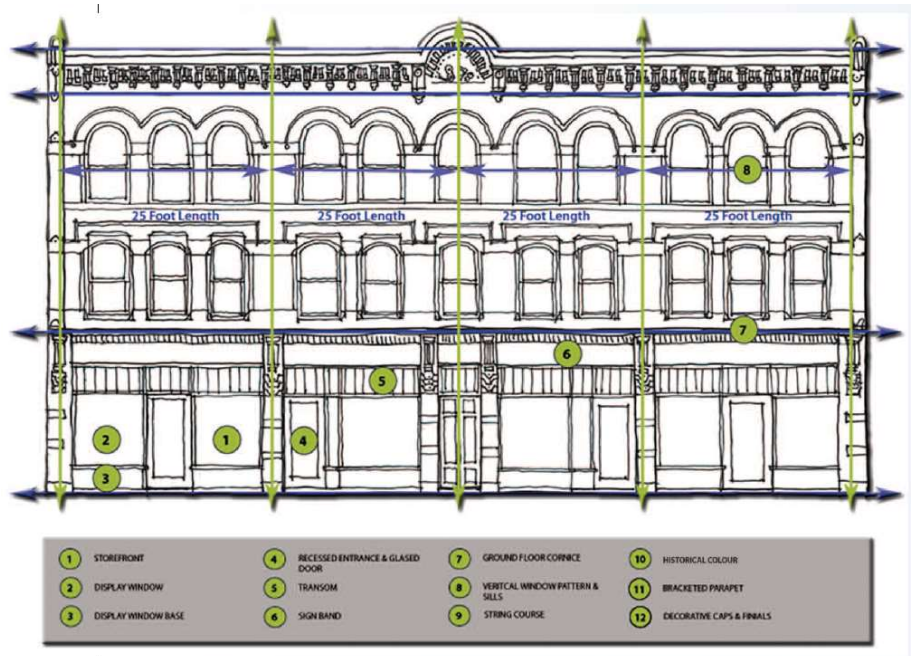 8
25 Foot Length 25 Foot Length 25 Foot Length 25 Foot Length
7
6
5
2 1 4
3
1 STOREFRONT
2 DISPLAY WINDOW
3 DISPLAY WINDOW BASE
4 RECESSED ENTRANCE & GLASED
DOOR
5 TRANSOM
6 SIGN BAND
7 GROUND FLOOR CORNICE
8 VERITCAL WINDOW PATTERN &
SILLS
9 STRING COURSE
10 HISTORICAL COLOUR
11 BRACKETED PARAPET
12 DECORATIVE CAPS & FINIALS